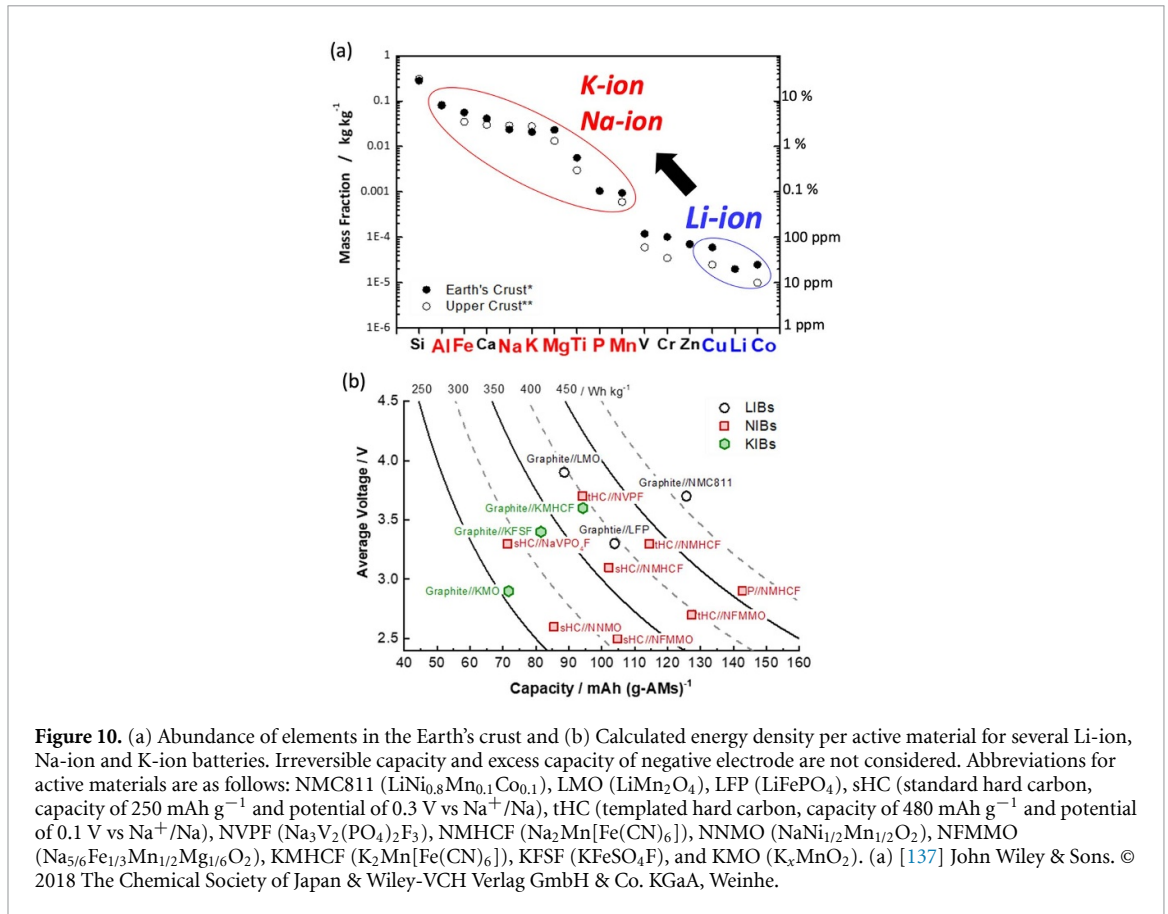 (a)
1
0.1
0.01
0.001
1E-4
1E-5
1E-6
Mass Fraction / kg kg⁻¹
10 %
1 %
0.1 %
100 ppm
10 ppm
1 ppm
K-ion
Na-ion
Li-ion
Earth's Crust*
Upper Crust**
Si Al Fe Ca Na K Mg Ti P Mn V Cr Zn Cu Li Co
(b)
250 300 350 400 450 / Wh kg⁻¹
4.5
4.0
3.5
3.0
2.5
Average Voltage / V
LIBs
NIBs
KIBs
Graphite//LMO
Graphite//NMC811
tHC//NVPF
Graphite//KMHCF
Graphite//KFSF
Graphtie//LFP
sHC//NaVPO₄F
tHC//NMHCF
sHC//NMHCF
Graphite//KMO
P//NMHCF
tHC//NFMMO
sHC//NNMO
sHC//NFMMO
40 50 60 70 80 90 100 110 120 130 140 150 160
Capacity / mAh (g-AMs)⁻¹
Figure 10. (a) Abundance of elements in the Earth's crust and (b) Calculated energy density per active material for several Li-ion,
Na-ion and K-ion batteries. Irreversible capacity and excess capacity of negative electrode are not considered. Abbreviations for
active materials are as follows: NMC811 (LiNi₀.₈Mn₀.₁Co₀.₁), LMO (LiMn₂O₄), LFP (LiFePO₄), sHC (standard hard carbon,
capacity of 250 mAh g⁻¹ and potential of 0.3 V vs Na⁺/Na), tHC (templated hard carbon, capacity of 480 mAh g⁻¹ and potential
of 0.1 V vs Na⁺/Na), NVPF (Na₃V₂(PO₄)₂F₃), NMHCF (Na₂Mn[Fe(CN)₆]), NNMO (NaNi₁/₂Mn₁/₂O₂), NFMMO
(Na₅/₆Fe₁/₃Mn₁/₂Mg₁/₆O₂), KMHCF (K₂Mn[Fe(CN)₆]), KFSF (KFeSO₄F), and KMO (KₓMnO₂). (a) [137] John Wiley & Sons. ©
2018 The Chemical Society of Japan & Wiley-VCH Verlag GmbH & Co. KGaA, Weinhe.